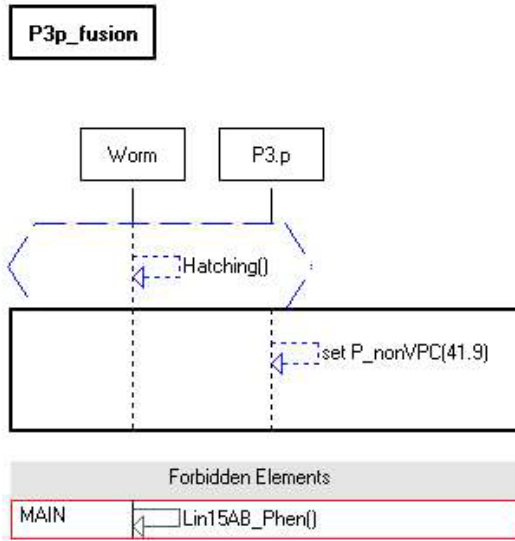 P3p_fusion
Worm P3.p
Hatching()
set P_nonVPC(41.9)
Forbidden Elements
MAIN Lin15AB_Phen()